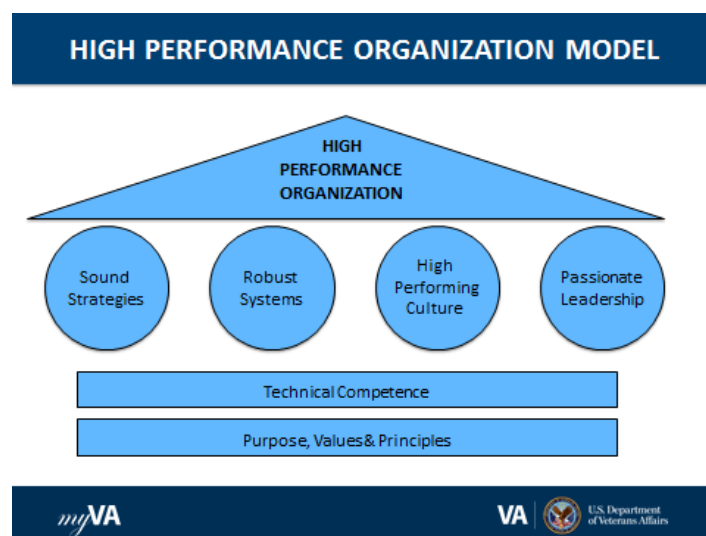 HIGH PERFORMANCE ORGANIZATION MODEL
HIGH
PERFORMANCE
ORGANIZATION
Sound
Strategies
Robust
Systems
High
Performing
Culture
Passionate
Leadership
Technical Competence
Purpose, Values& Principles
myVA
VA
U.S. Department
of Veterans Affairs